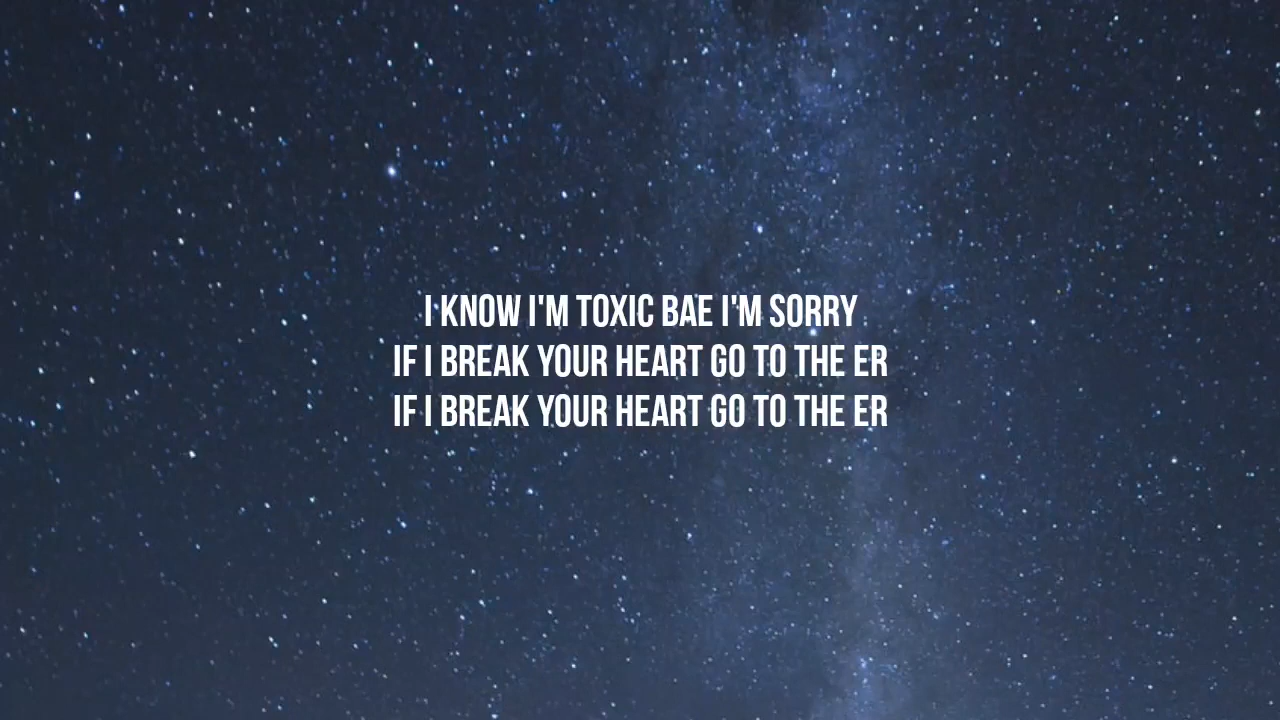 I KNOW I'M TOXIC BAE I'M SORRY
IF I BREAK YOUR HEART GO TO THE ER
IF I BREAK YOUR HEART GO TO THE ER